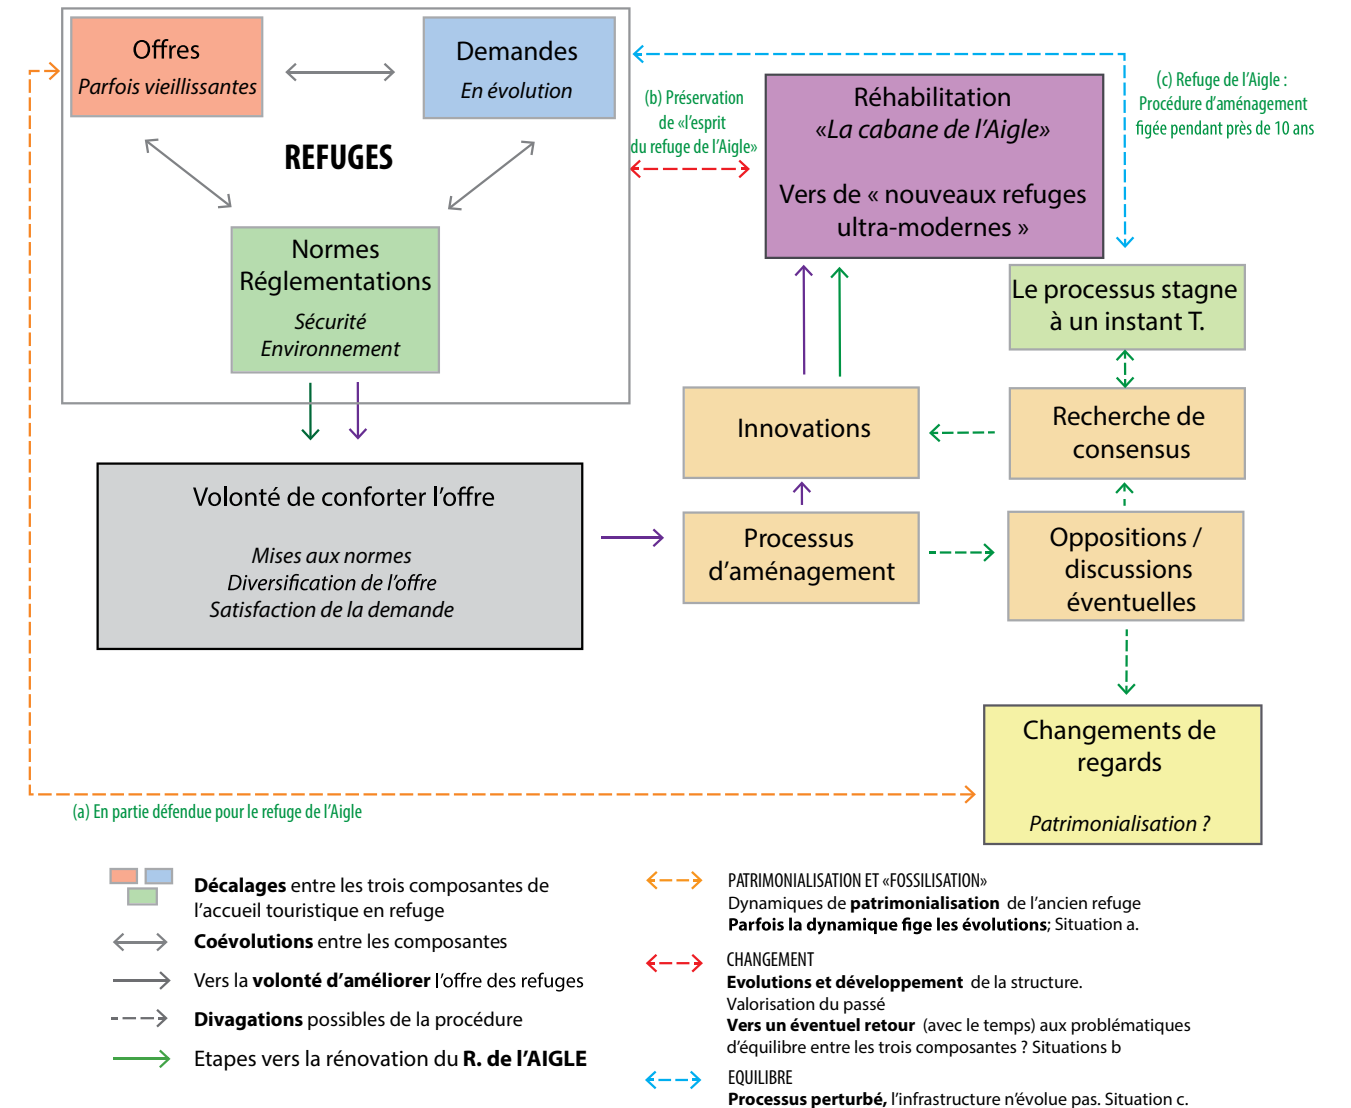 Offres
Parfois vieillissantes
Demandes
En évolution
REFUGES
Normes
Réglementations
Sécurité
Environnement
(b) Préservation
de «l'esprit
du refuge de l'Aigle»
Réhabilitation
«La cabane de l'Aigle»
Vers de « nouveaux refuges
ultra-modernes »
(c) Refuge de l'Aigle :
Procédure d'aménagement
figée pendant près de 10 ans
Le processus stagne
à un instant T.
Innovations
Recherche de
consensus
Volonté de conforter l'offre
Mises aux normes
Diversification de l'offre
Satisfaction de la demande
Processus
d'aménagement
Oppositions /
discussions
éventuelles
Changements de
regards
Patrimonialisation ?
(a) En partie défendue pour le refuge de l'Aigle
Décalages entre les trois composantes de
l'accueil touristique en refuge
Coévolutions entre les composantes
Vers la volonté d'améliorer l'offre des refuges
Divagations possibles de la procédure
Etapes vers la rénovation du R. de l'AIGLE
PATRIMONIALISATION ET «FOSSILISATION»
Dynamiques de patrimonialisation de l'ancien refuge
Parfois la dynamique fige les évolutions; Situation a.
CHANGEMENT
Evolutions et développement de la structure.
Valorisation du passé
Vers un éventuel retour (avec le temps) aux problématiques
d'équilibre entre les trois composantes ? Situations b
EQUILIBRE
Processus perturbé, l'infrastructure n'évolue pas. Situation c.